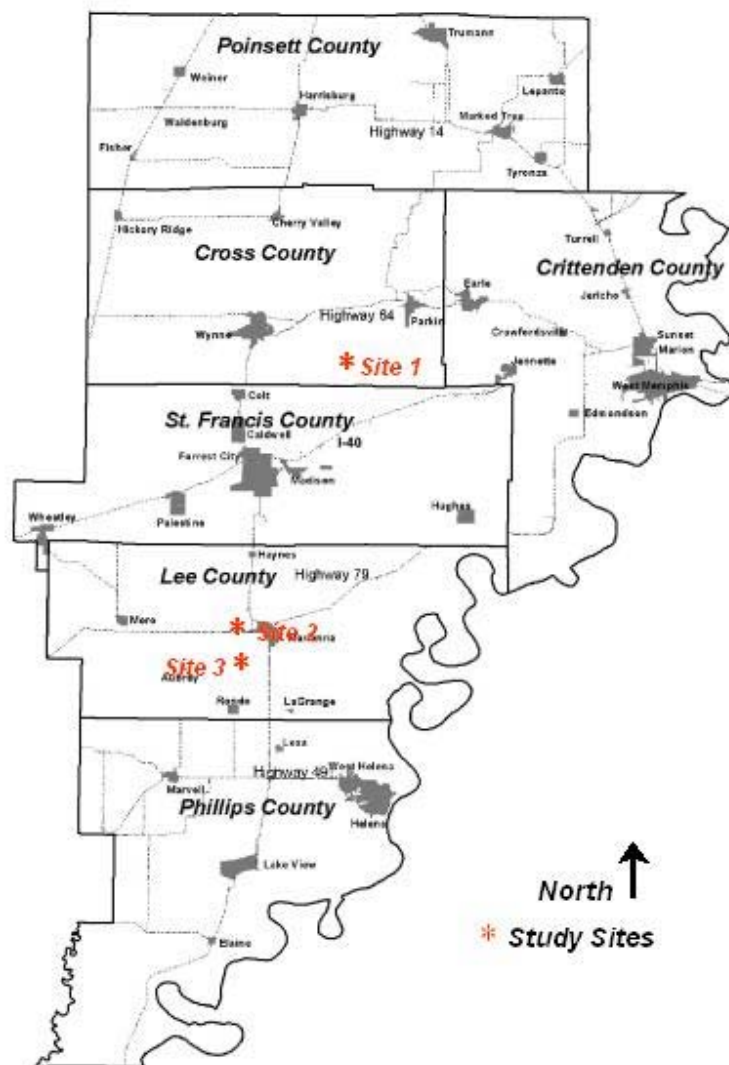 Trumann
Poinsett County
Weiner
Lepanto
Harrisburg
Waldenburg
Marked Tree
Highway 14
Fisher
Tyronza
Hickory Ridge
Cherry Valley
Turrell
Cross County
Crittenden County
Earle
Jericho
Highway 64
Parkin
Wynne
Crawfordsville
Sunset
Marion
* Site 1
Jennette
West Memphis
Colt
Edmondson
St. Francis County
Caldwell
I-40
Forrest City
Madison
Wheatley
Palestine
Hughes
Haynes
Lee County
Highway 79
Moro
* Site 2
Marianna
Site 3 *
Aubrey
Rondo
LaGrange
Lexa
West Helena
Highway 49
Marvell
Phillips County
Helena
Lake View
North
* Study Sites
Elaine